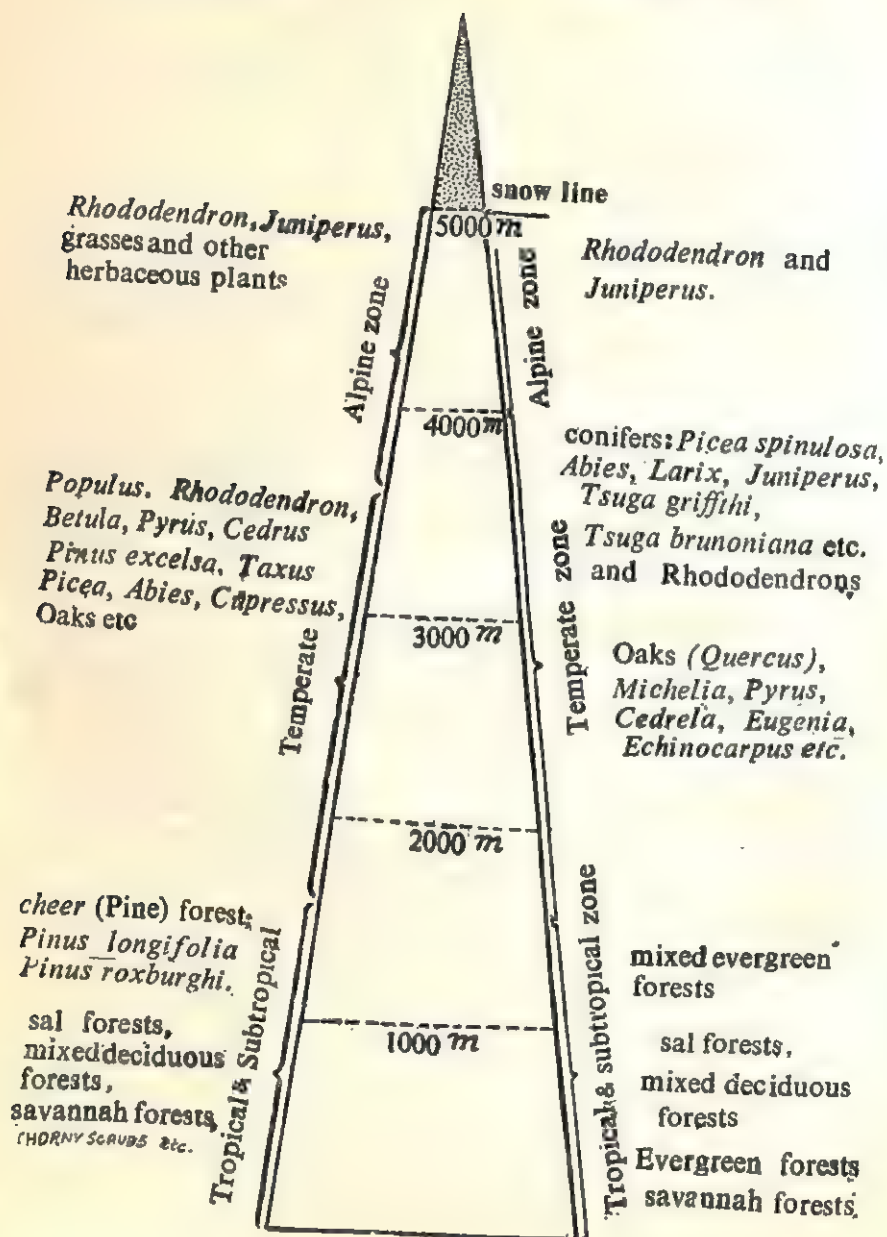 snow line
5000 m
Rhododendron, Juniperus,
grasses and other
herbaceous plants
Alpine zone
Rhododendron and
Juniperus.
Alpine zone
4000 m
Populus. Rhododendron,
Betula, Pyrus, Cedrus
Pinus excelsa, Taxus
Picea, Abies, Cupressus,
Oaks etc
Temperate
conifers: Picea spinulosa,
Abies, Larix, Juniperus,
Tsuga griffthi,
Tsuga brunoniana etc.
and Rhododendrons
Temperate zone
3000 m
Oaks (Quercus),
Michelia, Pyrus,
Cedrela, Eugenia,
Echinocarpus etc.
2000 m
cheer (Pine) forest,
Pinus longifolia
Pinus roxburghi.
sal forests,
mixed deciduous
forests,
savannah forests,
THORNY SCRUBS etc.
Tropical & Subtropical
1000 m
Tropical & subtropical zone
mixed evergreen
forests
sal forests,
mixed deciduous
forests
Evergreen forests
savannah forests.